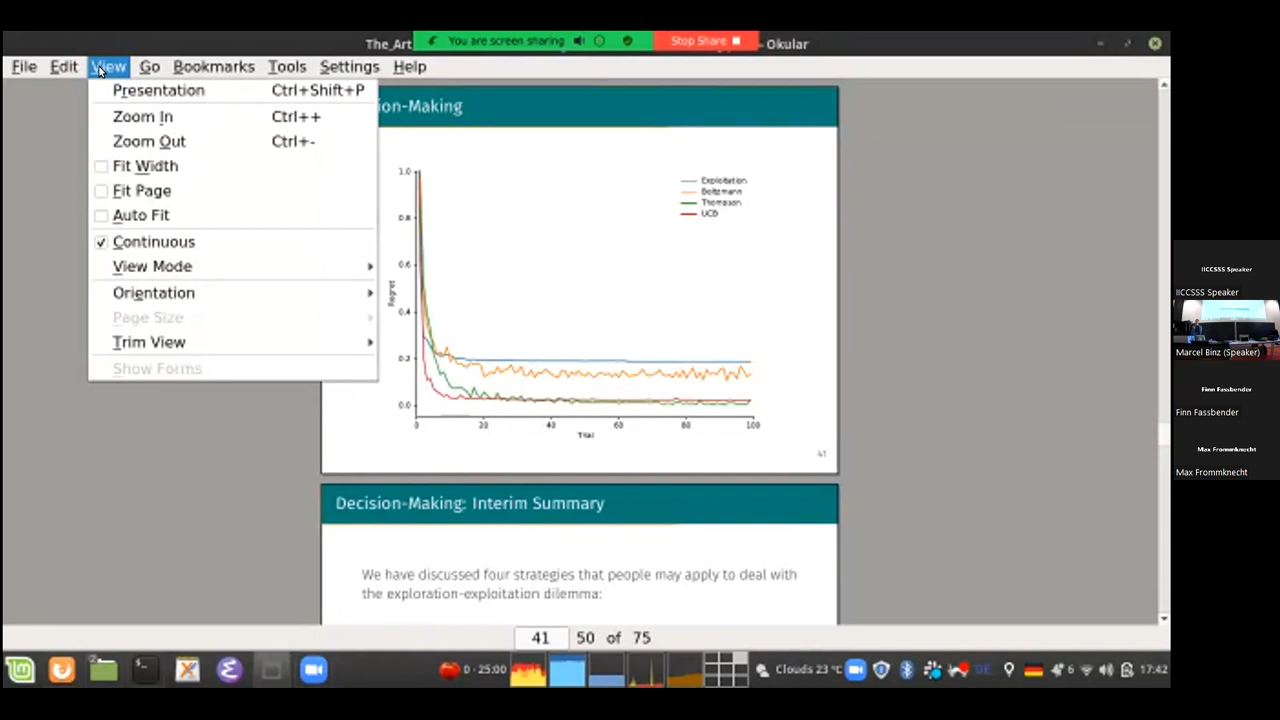 The_Art
You are screen sharing
Stop Share
- Okular
File Edit View Go Bookmarks Tools Settings Help
Presentation Ctrl+Shift+P
Zoom In Ctrl++
Zoom Out Ctrl+-
Fit Width
Fit Page
Auto Fit
Continuous
View Mode
Orientation
Page Size
Trim View
Show Forms
ion-Making
1.0
0.8
0.6
0.4
0.2
0.0
Regret
0 20 40 60 80 100
Trial
Exploitation
Boltzmann
Thompson
UCB
41
Decision-Making: Interim Summary
We have discussed four strategies that people may apply to deal with
the exploration-exploitation dilemma:
41 50 of 75
0 - 25:00
Clouds 23 °C
DE
6
17:42
IICCSSS Speaker
IICCSSS Speaker
Marcel Binz (Speaker)
Finn Fassbender
Finn Fassbender
Max Frommknecht
Max Frommknecht